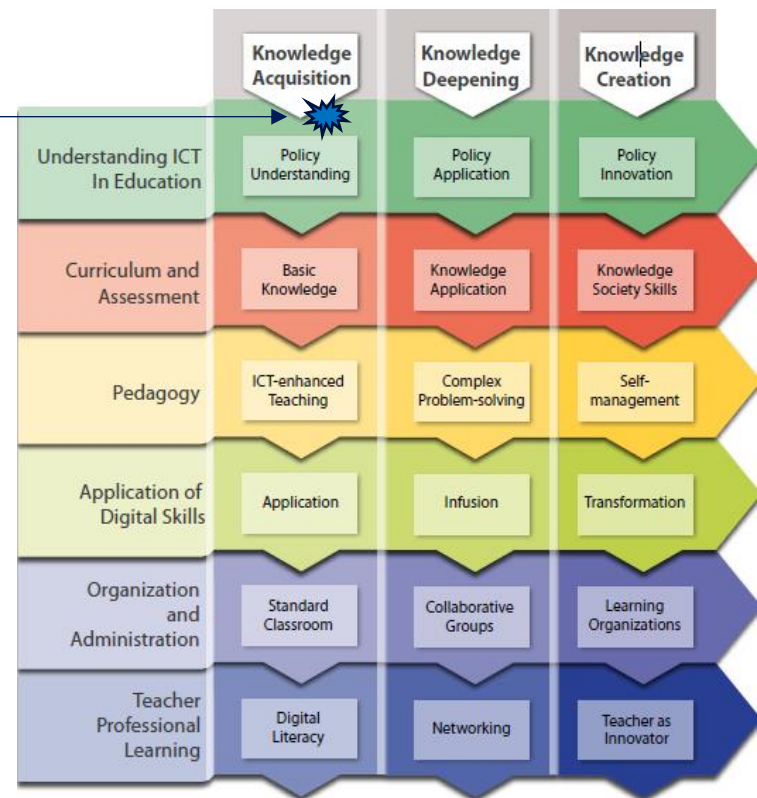 Knowledge
Acquisition
Knowledge
Deepening
Knowledge
Creation
Understanding ICT
In Education
Policy
Understanding
Policy
Application
Policy
Innovation
Curriculum and
Assessment
Basic
Knowledge
Knowledge
Application
Knowledge
Society Skills
Pedagogy
ICT-enhanced
Teaching
Complex
Problem-solving
Self-
management
Application of
Digital Skills
Application
Infusion
Transformation
Organization
and
Administration
Standard
Classroom
Collaborative
Groups
Learning
Organizations
Teacher
Professional
Learning
Digital
Literacy
Networking
Teacher as
Innovator